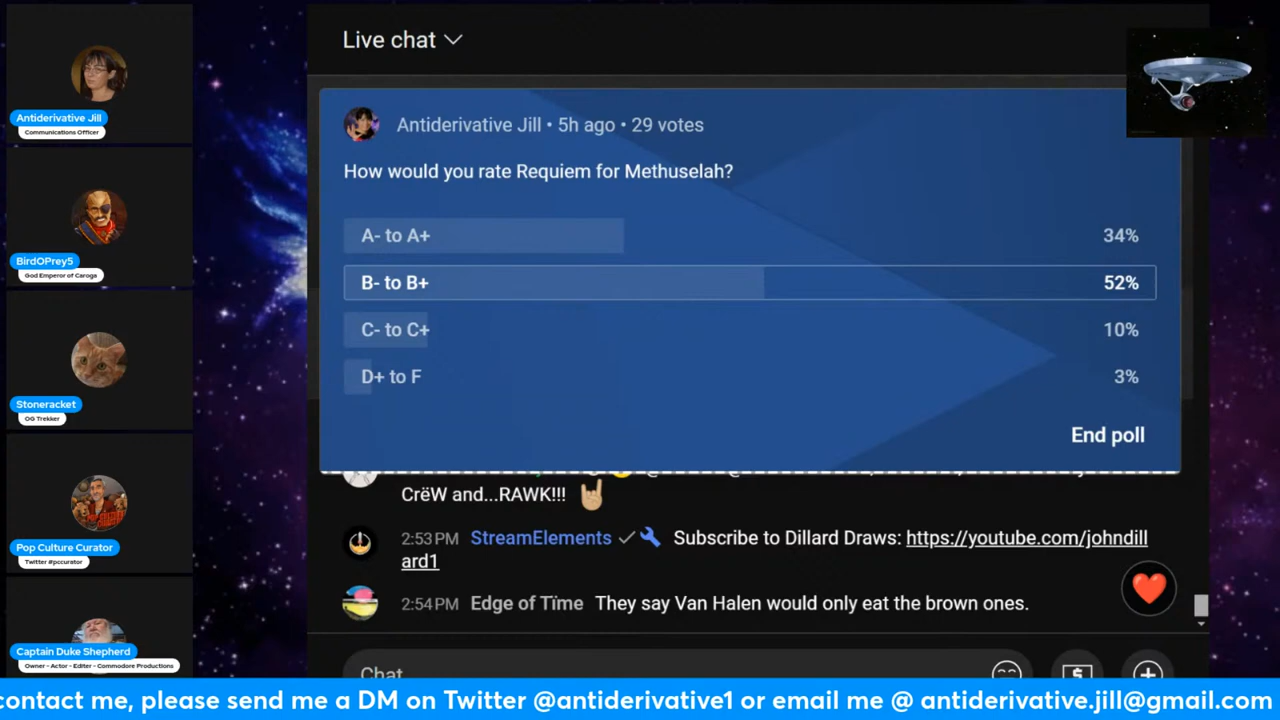 Antiderivative Jill
Communications Officer
BirdOPrey5
God Emperor of Caroga
Stoneracket
OG Trekker
Pop Culture Curator
Twitter #pccurator
Captain Duke Shepherd
Owner - Actor - Editer - Commodore Productions
Live chat
Antiderivative Jill • 5h ago • 29 votes
How would you rate Requiem for Methuselah?
A- to A+ 34%
B- to B+ 52%
C- to C+ 10%
D+ to F 3%
End poll
CrëW and...RAWK!!! 🤘
2:53 PM StreamElements Subscribe to Dillard Draws: https://youtube.com/johndill
ard1
2:54 PM Edge of Tïme They say Van Halen would only eat the brown ones.
Chat
contact me, please send me a DM on Twitter @antiderivative1 or email me @ antiderivative.jill@gmail.com